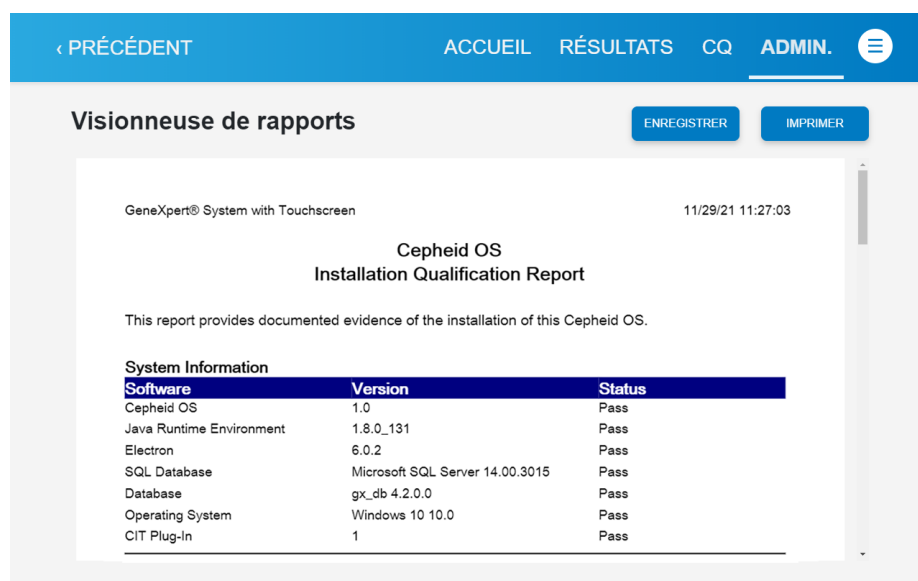 ‹ PRÉCÉDENT ACCUEIL RÉSULTATS CQ ADMIN.
Visionneuse de rapports ENREGISTRER IMPRIMER
GeneXpert® System with Touchscreen 11/29/21 11:27:03
Cepheid OS
Installation Qualification Report
This report provides documented evidence of the installation of this Cepheid OS.
System Information
Software Version Status
Cepheid OS 1.0 Pass
Java Runtime Environment 1.8.0_131 Pass
Electron 6.0.2 Pass
SQL Database Microsoft SQL Server 14.00.3015 Pass
Database gx_db 4.2.0.0 Pass
Operating System Windows 10 10.0 Pass
CIT Plug-In 1 Pass